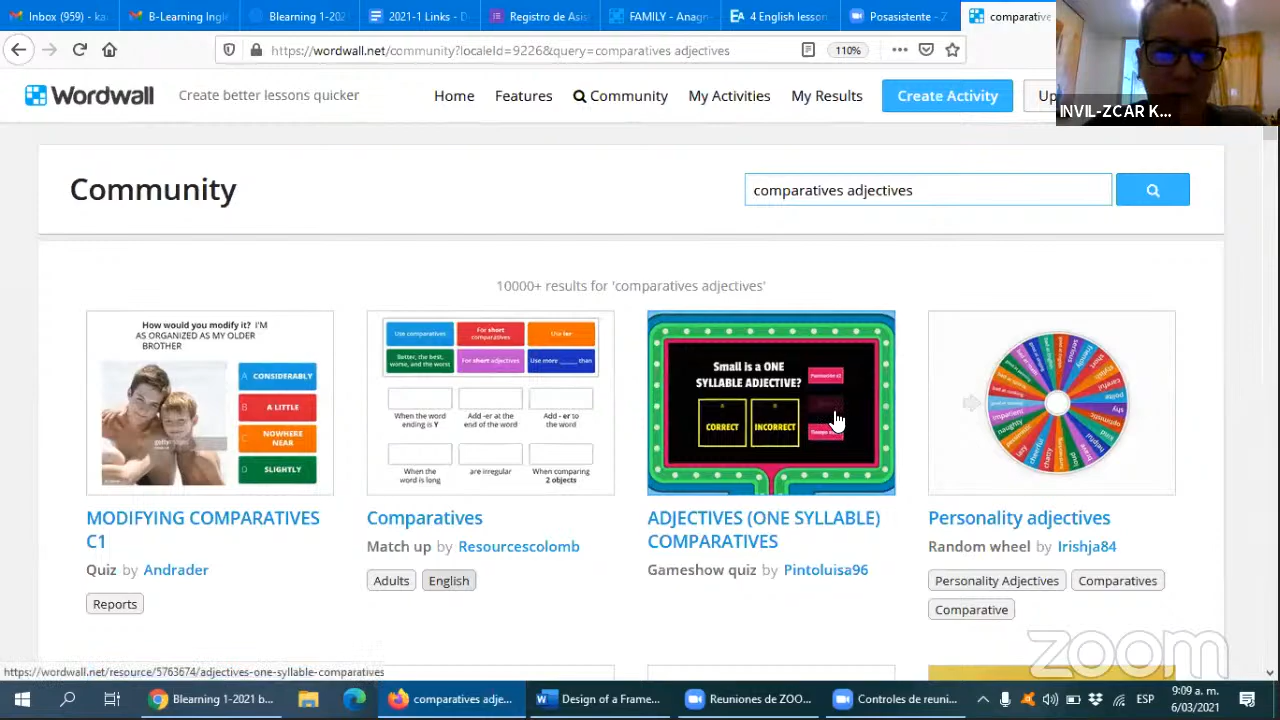 Inbox (959) - ka
B-Learning Inglé
Blearning 1-202
2021-1 Links - D
Registro de Asis
FAMILY - Anagr
4 English lesson
Posasistente - Z
comparative
https://wordwall.net/community?localeId=9226&query=comparatives adjectives
110%
Wordwall
Create better lessons quicker
Home
Features
Community
My Activities
My Results
Create Activity
Up
INVIL-ZCAR K...
Community
comparatives adjectives
10000+ results for 'comparatives adjectives'
How would you modify it? I'M
AS ORGANIZED AS MY OLDER
BROTHER
A CONSIDERABLY
B A LITTLE
C NOWHERE
NEAR
D SLIGHTLY
MODIFYING COMPARATIVES
C1
Quiz by Andrader
Reports
Use comparatives
For short
comparatives
Use ier
Better, the best,
worse, and the worst
For short adjectives
Use more ______ than
When the word
ending is Y
Add -er at the
end of the word
Add - er to
the word
When the
word is long
are irregular
When comparing
2 objects
Comparatives
Match up by Resourcescolomb
Adults
English
Small is a ONE
SYLLABLE ADJECTIVE?
CORRECT
INCORRECT
ADJECTIVES (ONE SYLLABLE)
COMPARATIVES
Gameshow quiz by Pintoluisa96
Personality adjectives
Random wheel by Irishja84
Personality Adjectives
Comparatives
Comparative
zoom
https://wordwall.net/resource/5763674/adjectives-one-syllable-comparatives
Blearning 1-2021 b...
comparatives adje...
Design of a Frame...
Reuniones de ZOO...
Controles de reuni...
ESP
9:09 a. m.
6/03/2021